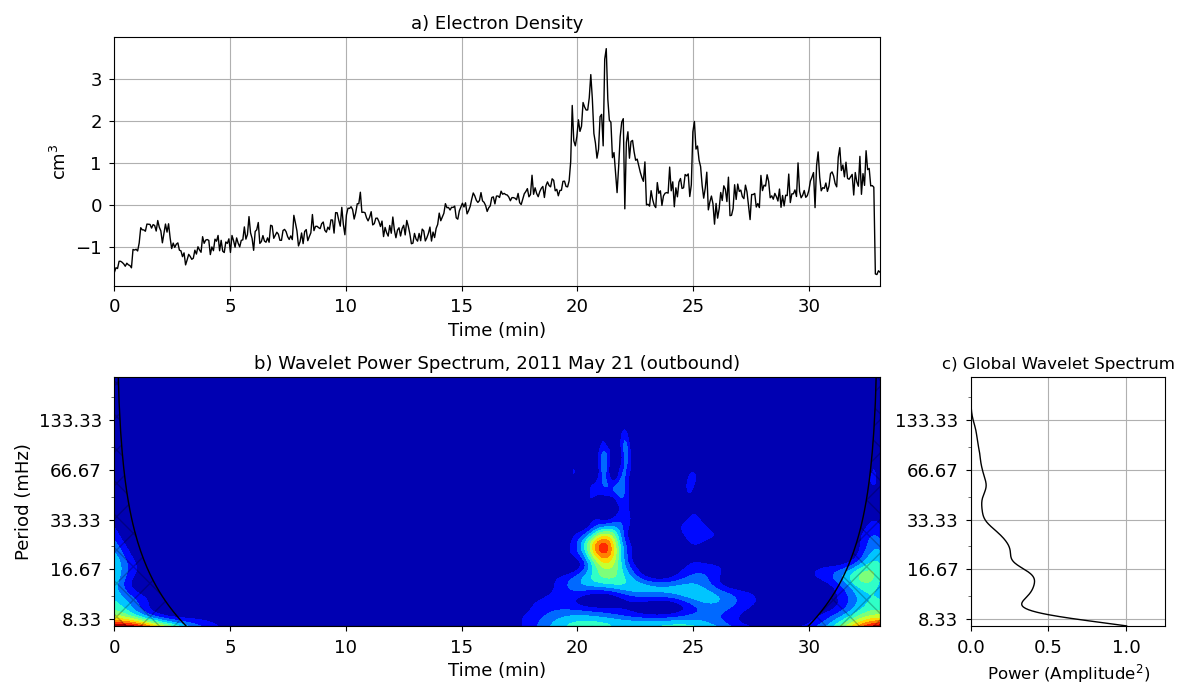 a) Electron Density
3
2
1
0
−1
cm³
0 5 10 15 20 25 30
Time (min)
b) Wavelet Power Spectrum, 2011 May 21 (outbound)
133.33
66.67
33.33
16.67
8.33
Period (mHz)
0 5 10 15 20 25 30
Time (min)
c) Global Wavelet Spectrum
133.33
66.67
33.33
16.67
8.33
0.0 0.5 1.0
Power (Amplitude²)